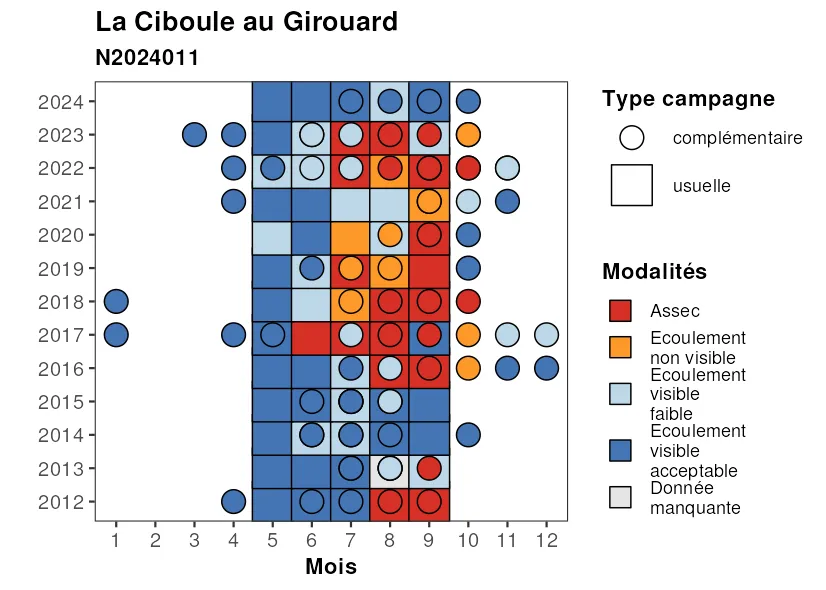 La Ciboule au Girouard
N2024011
2024
2023
2022
2021
2020
2019
2018
2017
2016
2015
2014
2013
2012
1 2 3 4 5 6 7 8 9 10 11 12
Mois
Type campagne
complémentaire
usuelle
Modalités
Assec
Ecoulement
non visible
Ecoulement
visible
faible
Ecoulement
visible
acceptable
Donnée
manquante